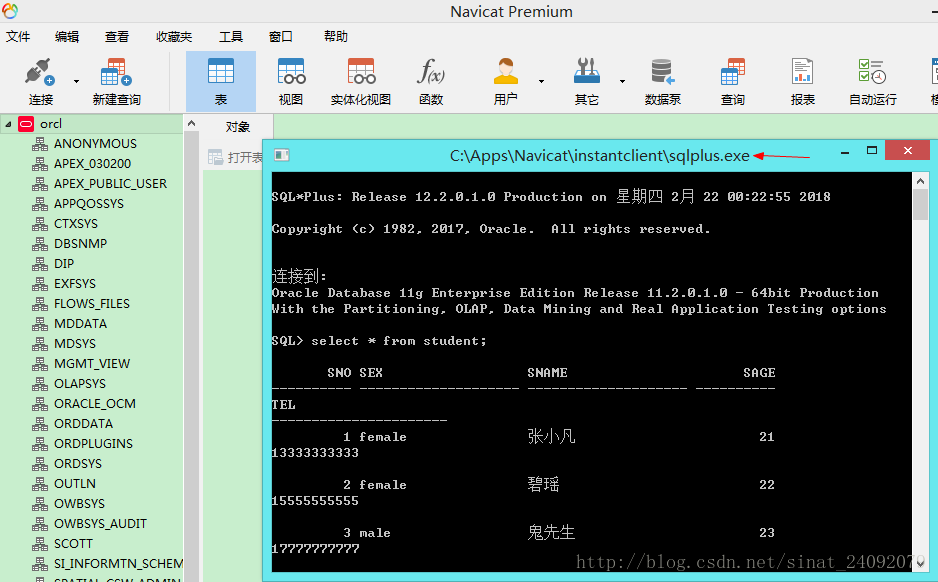 Navicat Premium
文件 编辑 查看 收藏夹 工具 窗口 帮助
f(x)
连接 新建查询 表 视图 实体化视图 函数 用户 其它 数据泵 查询 报表 自动运行
orcl
ANONYMOUS
APEX_030200
APEX_PUBLIC_USER
APPQOSSYS
CTXSYS
DBSNMP
DIP
EXFSYS
FLOWS_FILES
MDDATA
MDSYS
MGMT_VIEW
OLAPSYS
ORACLE_OCM
ORDDATA
ORDPLUGINS
ORDSYS
OUTLN
OWBSYS
OWBSYS_AUDIT
SCOTT
SI_INFORMTN_SCHEM
SPATIAL_CSW_ADMIN
对象
打开表
C:\Apps\Navicat\instantclient\sqlplus.exe
SQL*Plus: Release 12.2.0.1.0 Production on 星期四 2月 22 00:22:55 2018
Copyright (c) 1982, 2017, Oracle.  All rights reserved.
连接到:
Oracle Database 11g Enterprise Edition Release 11.2.0.1.0 - 64bit Production
With the Partitioning, OLAP, Data Mining and Real Application Testing options
SQL> select * from student;
SNO SEX SNAME SAGE
---------- -------------------- -------------------- ----------
TEL
----------------------
1 female 张小凡 21
13333333333
2 female 碧瑶 22
15555555555
3 male 鬼先生 23
17777777777
http://blog.csdn.net/sinat_24092079